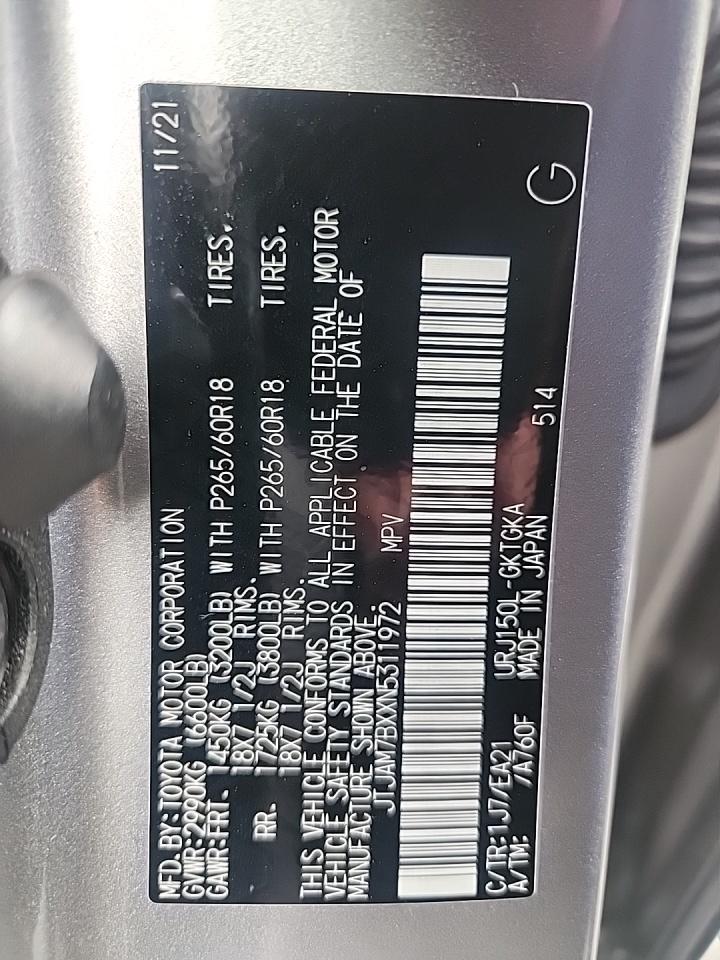 MFD.BY:TOYOTA MOTOR CORPORATION 11/21
GVWR:2990KG (6600LB)
GAWR:FRT. 1450KG (3200LB) WITH P265/60R18 TIRES,
18X7 1/2J RIMS.
RR. 1725KG (3800LB) WITH P265/60R18 TIRES,
18X7 1/2J RIMS.
THIS VEHICLE CONFORMS TO ALL APPLICABLE FEDERAL MOTOR
VEHICLE SAFETY STANDARDS IN EFFECT ON THE DATE OF
MANUFACTURE SHOWN ABOVE.
JTJAM7BXXN5311972 MPV
C/TR:1J7/EA21 URJ150L-GKTGKA
A/TM: /A760F MADE IN JAPAN 514
G